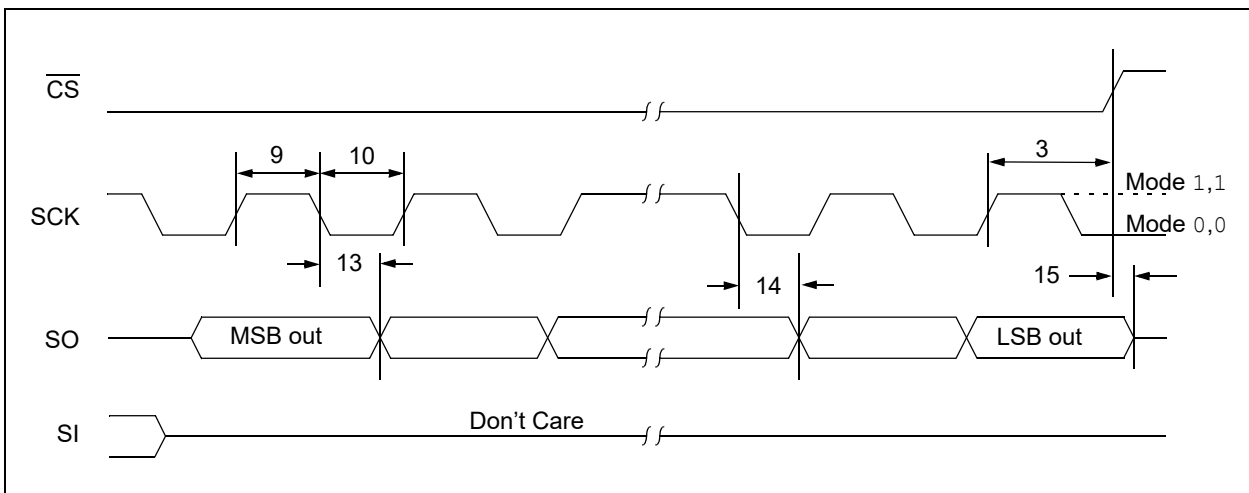 CS
9
10
3
Mode 1,1
SCK
Mode 0,0
13
14
15
SO
MSB out
LSB out
Don't Care
SI